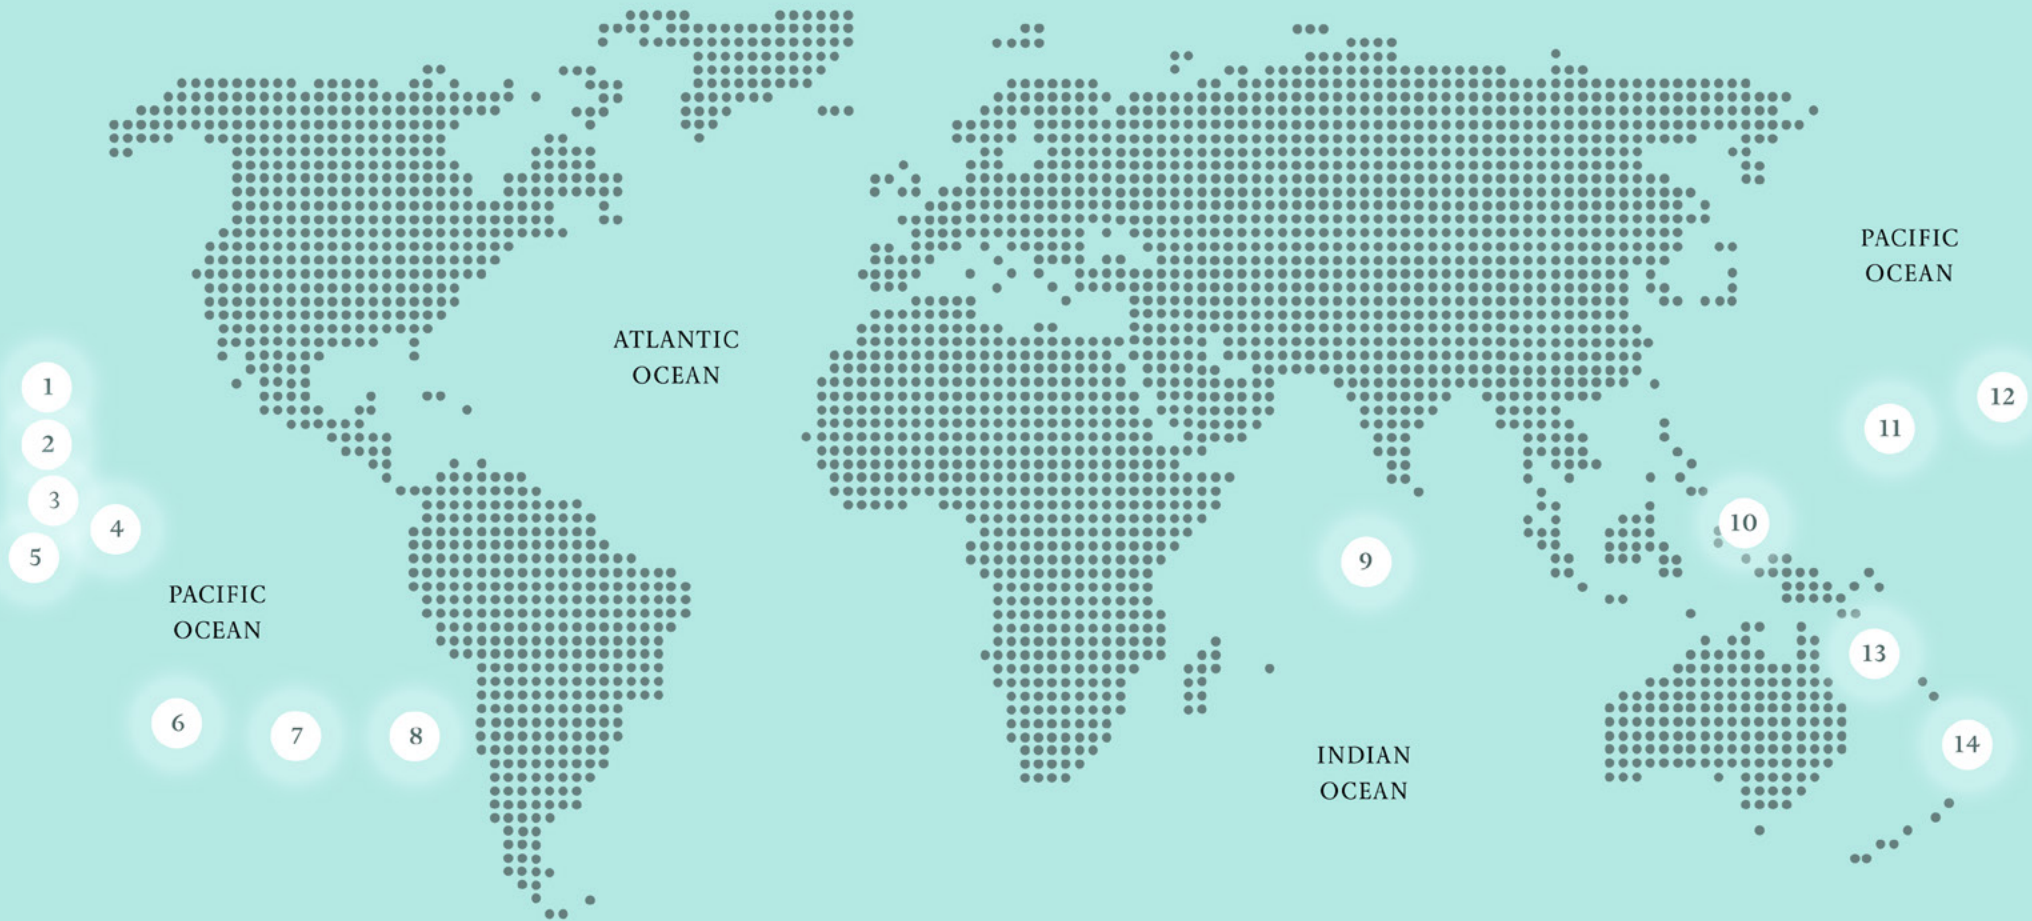 PACIFIC
OCEAN
ATLANTIC
OCEAN
1
12
11
2
3
10
4
5
9
PACIFIC
OCEAN
13
6
7
8
14
INDIAN
OCEAN